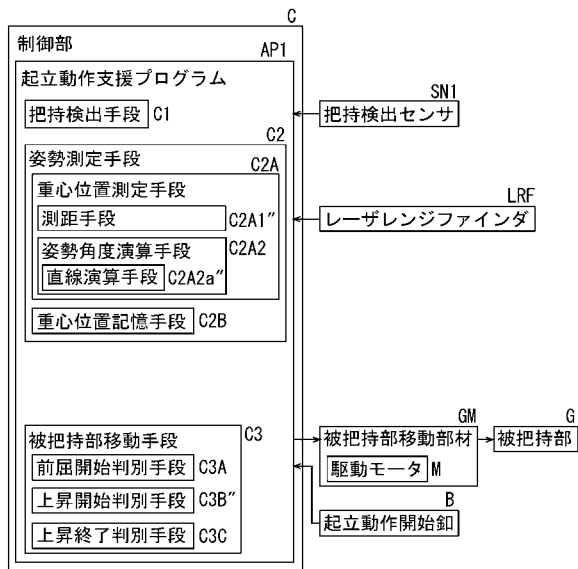 C
制御部
AP1
起立動作支援プログラム
把持検出手段 C1
SN1
把持検出センサ
C2
姿勢測定手段
C2A
重心位置測定手段
測距手段 C2A1″
LRF
レーザレンジファインダ
姿勢角度演算手段 C2A2
直線演算手段 C2A2a″
重心位置記憶手段 C2B
被把持部移動手段 C3
GM
被把持部移動部材
G
被把持部
前屈開始判別手段 C3A
駆動モータ M
上昇開始判別手段 C3B″
B
起立動作開始釦
上昇終了判別手段 C3C